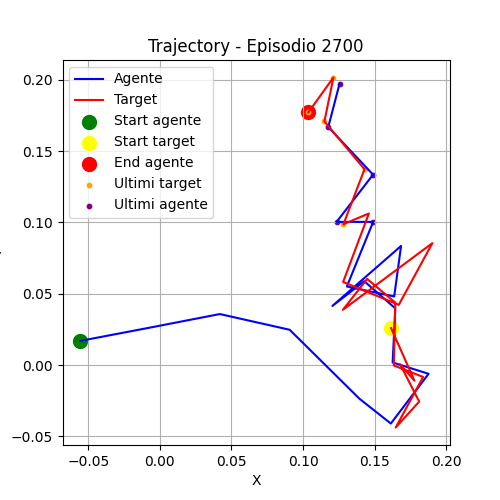 Trajectory - Episodio 2700
Agente
Target
Start agente
Start target
End agente
Ultimi target
Ultimi agente
0.20
0.15
0.10
0.05
0.00
−0.05
−0.05
0.00
0.05
0.10
0.15
0.20
X